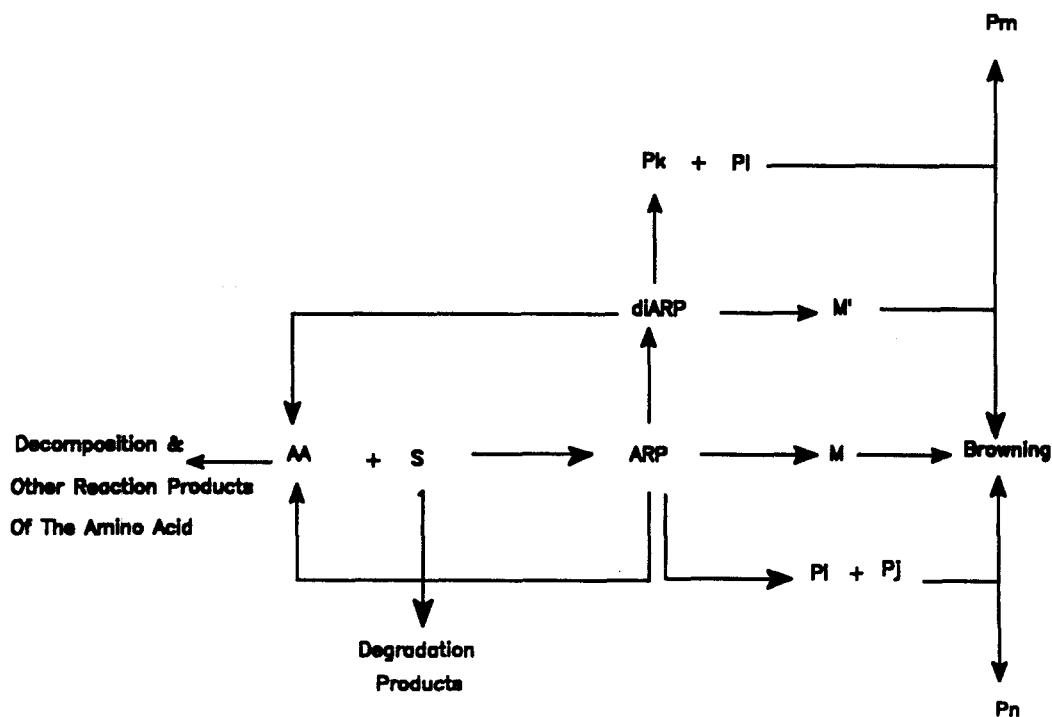 Pm
Pk + Pl
diARP M'
Decomposition & AA + S ARP M Browning
Other Reaction Products
Of The Amino Acid
Pi + Pj
Degradation
Products
Pn